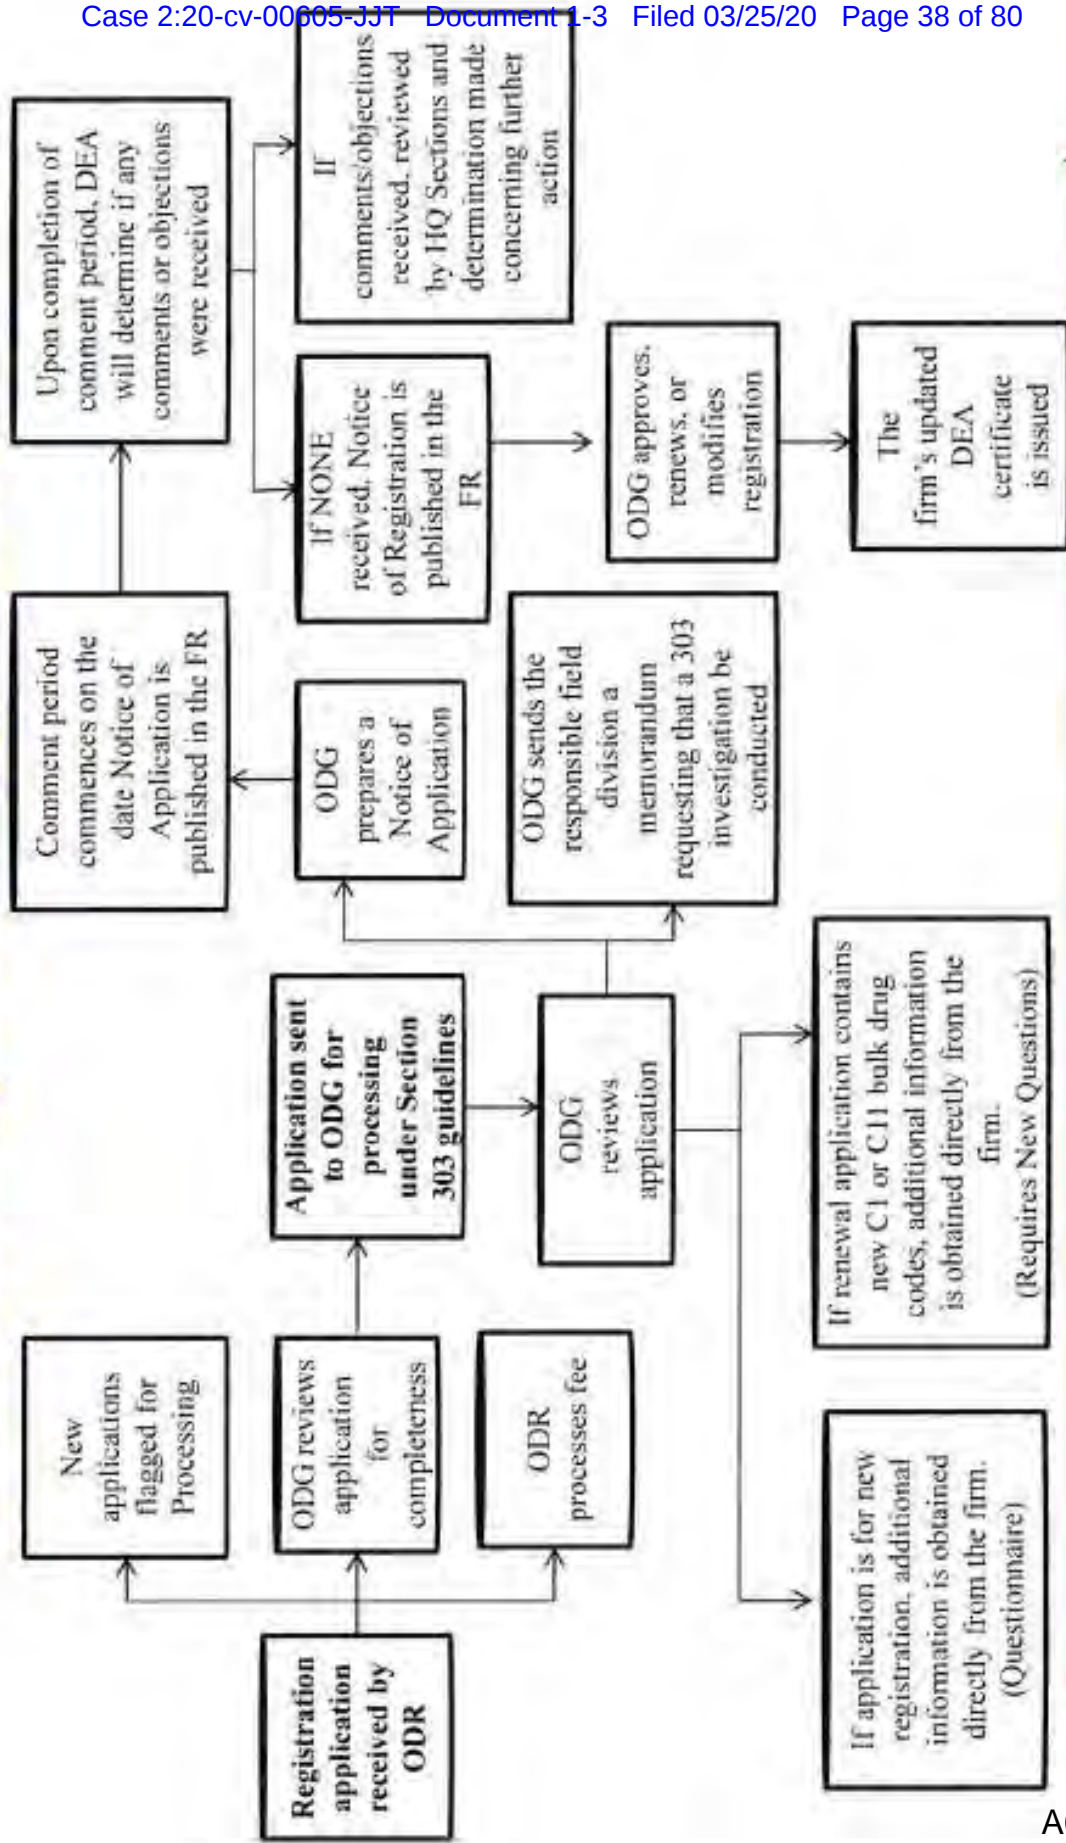 Case 2:20-cv-00605-JJT Document 1-3 Filed 03/25/20 Page 38 of 80
Registration
application
received by
ODR
New
applications
flagged for
Processing
ODG reviews
application
for
completeness
ODR
processes fee
Application sent
to ODG for
processing
under Section
303 guidelines
ODG
reviews
application
If application is for new
registration, additional
information is obtained
directly from the firm.
(Questionnaire)
If renewal application contains
new C1 or C11 bulk drug
codes, additional information
is obtained directly from the
firm.
(Requires New Questions)
ODG
prepares a
Notice of
Application
ODG sends the
responsible field
division a
memorandum
requesting that a 303
investigation be
conducted
Comment period
commences on the
date Notice of
Application is
published in the FR
Upon completion of
comment period, DEA
will determine if any
comments or objections
were received
If NONE
received, Notice
of Registration is
published in the
FR
If
comments/objections
received, reviewed
by HQ Sections and
determination made
concerning further
action
ODG approves,
renews, or
modifies
registration
The
firm's updated
DEA
certificate
is issued